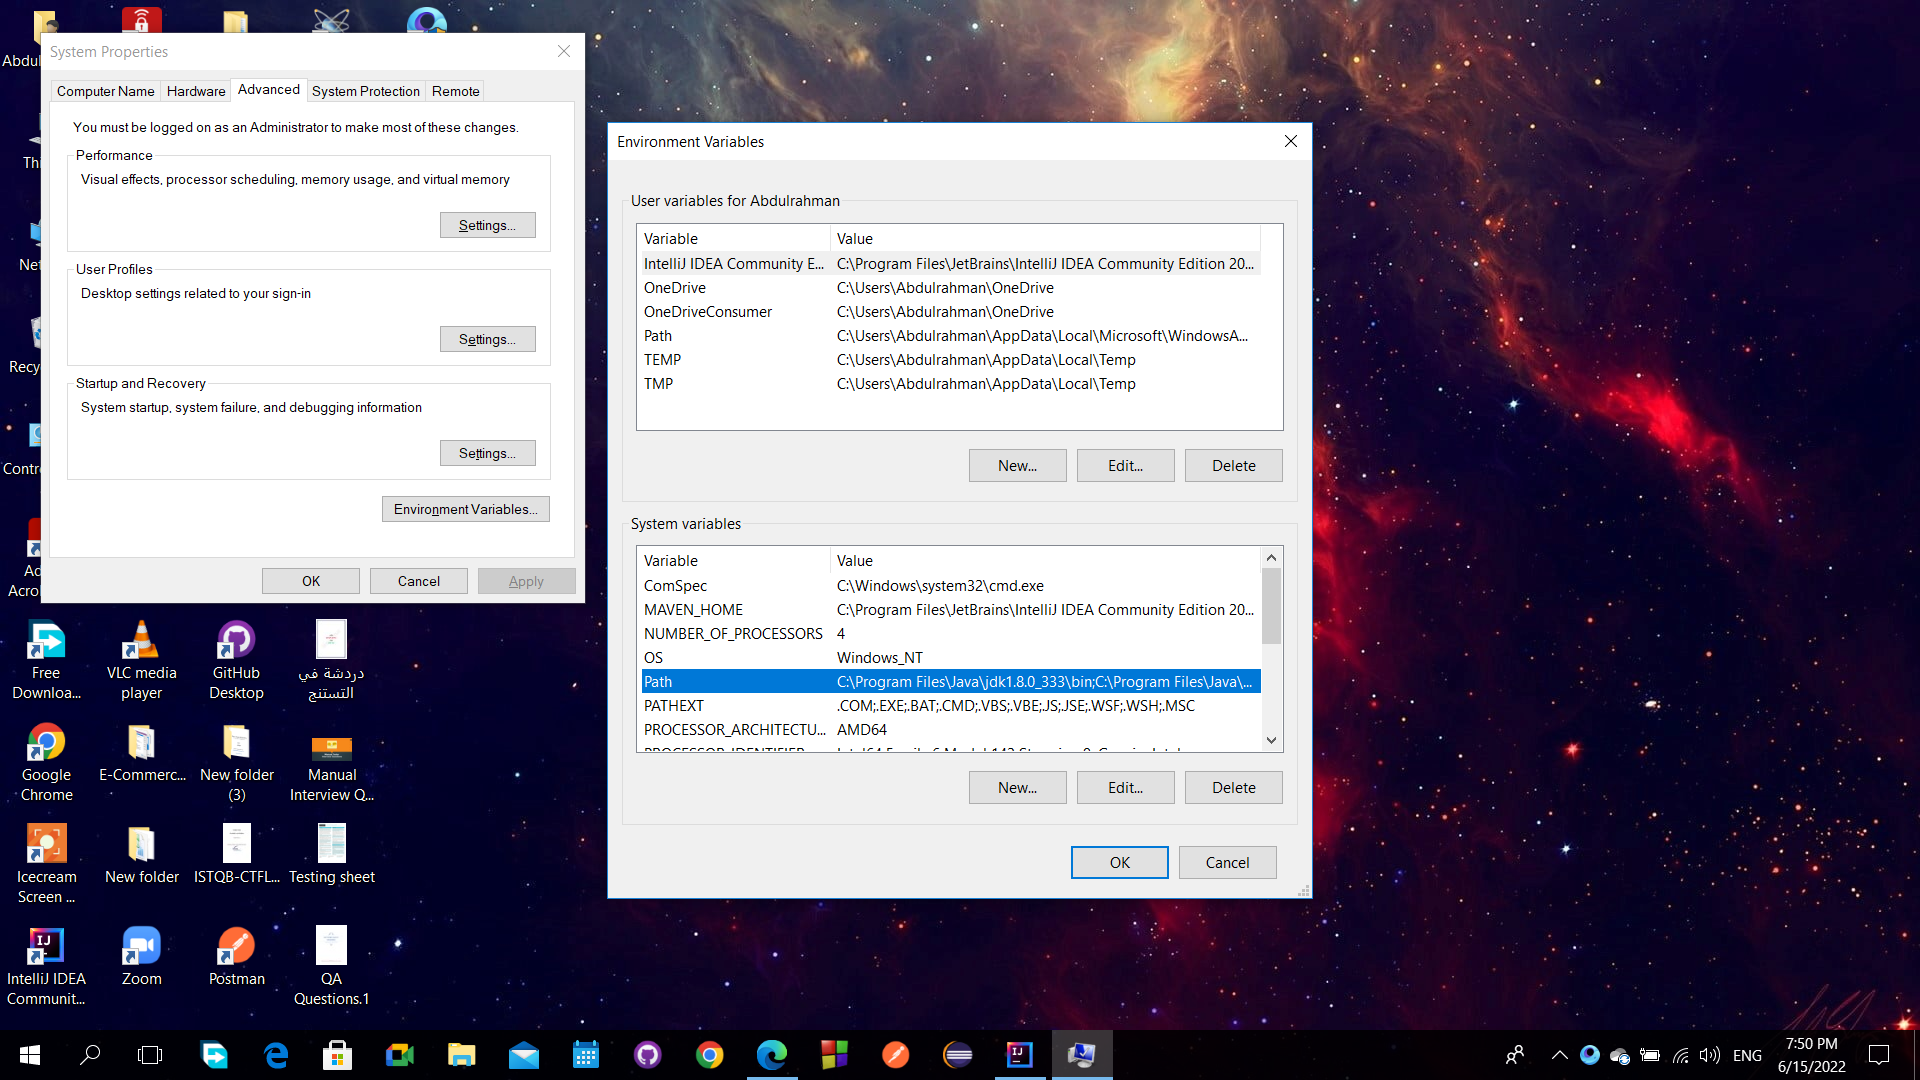 Abdul
System Properties
Computer Name
Hardware
Advanced
System Protection
Remote
You must be logged on as an Administrator to make most of these changes.
Performance
Visual effects, processor scheduling, memory usage, and virtual memory
Settings...
User Profiles
Desktop settings related to your sign-in
Settings...
Startup and Recovery
System startup, system failure, and debugging information
Settings...
Environment Variables...
OK
Cancel
Apply
Thi
Net
Recy
Contr
Ad
Acro
Environment Variables
User variables for Abdulrahman
Variable Value
IntelliJ IDEA Community E... C:\Program Files\JetBrains\IntelliJ IDEA Community Edition 20...
OneDrive C:\Users\Abdulrahman\OneDrive
OneDriveConsumer C:\Users\Abdulrahman\OneDrive
Path C:\Users\Abdulrahman\AppData\Local\Microsoft\WindowsA...
TEMP C:\Users\Abdulrahman\AppData\Local\Temp
TMP C:\Users\Abdulrahman\AppData\Local\Temp
New...
Edit...
Delete
System variables
Variable Value
ComSpec C:\Windows\system32\cmd.exe
MAVEN_HOME C:\Program Files\JetBrains\IntelliJ IDEA Community Edition 20...
NUMBER_OF_PROCESSORS 4
OS Windows_NT
Path C:\Program Files\Java\jdk1.8.0_333\bin;C:\Program Files\Java\...
PATHEXT .COM;.EXE;.BAT;.CMD;.VBS;.VBE;.JS;.JSE;.WSF;.WSH;.MSC
PROCESSOR_ARCHITECTU... AMD64
New...
Edit...
Delete
OK
Cancel
Free
Downloa...
VLC media
player
GitHub
Desktop
دردشة في
التستنج
Google
Chrome
E-Commerc...
New folder
(3)
Manual
Interview Q...
Icecream
Screen ...
New folder
ISTQB-CTFL...
Testing sheet
IntelliJ IDEA
Communit...
Zoom
Postman
QA
Questions.1
ENG
7:50 PM
6/15/2022